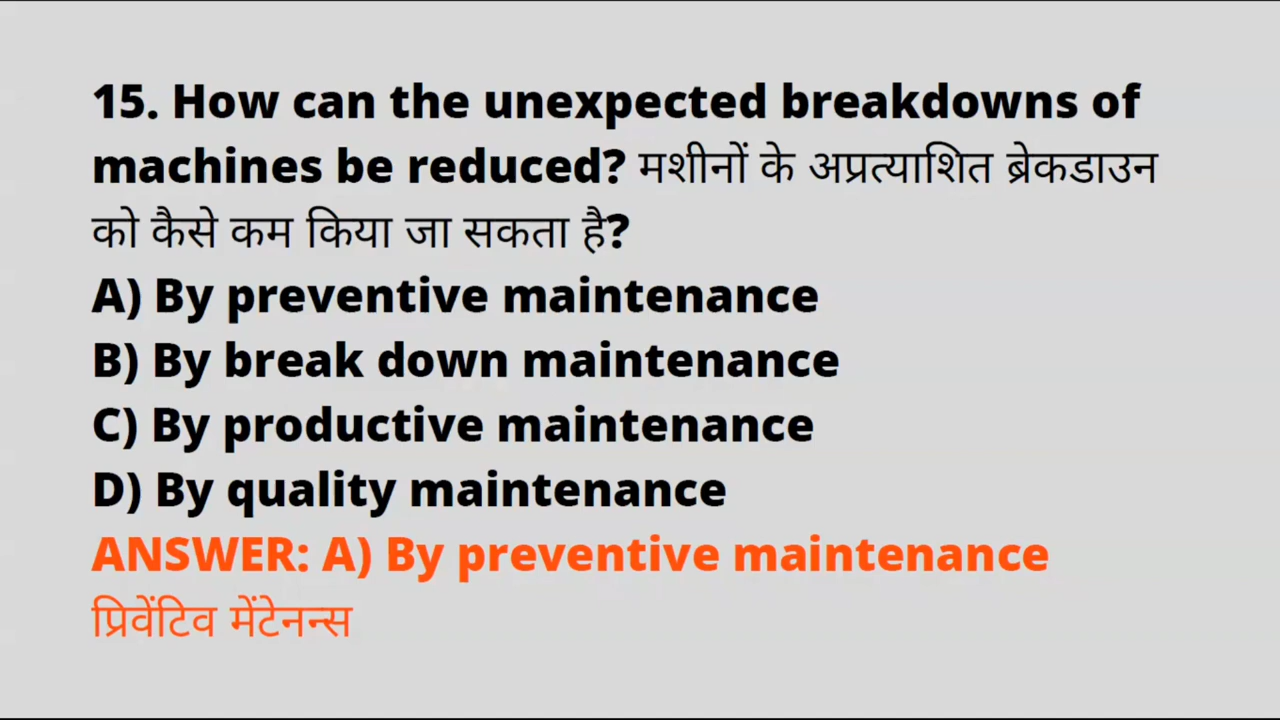 15. How can the unexpected breakdowns of
machines be reduced? मशीनों के अप्रत्याशित ब्रेकडाउन
को कैसे कम किया जा सकता है?
A) By preventive maintenance
B) By break down maintenance
C) By productive maintenance
D) By quality maintenance
ANSWER: A) By preventive maintenance
प्रिवेंटिव मेंटेनन्स